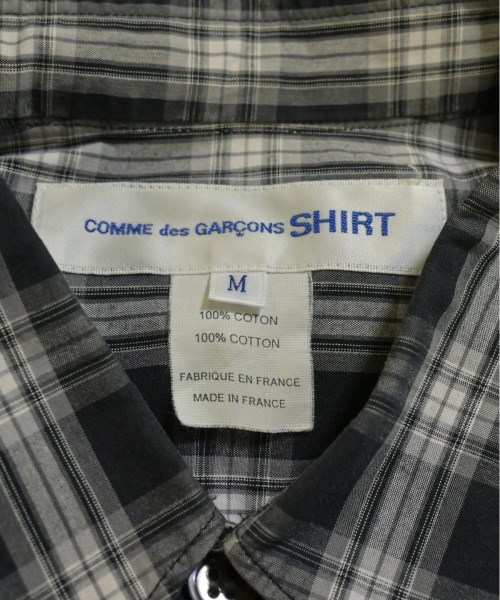 COMME des GARÇONS SHIRT
M
100% COTON
100% COTTON
FABRIQUE EN FRANCE
MADE IN FRANCE